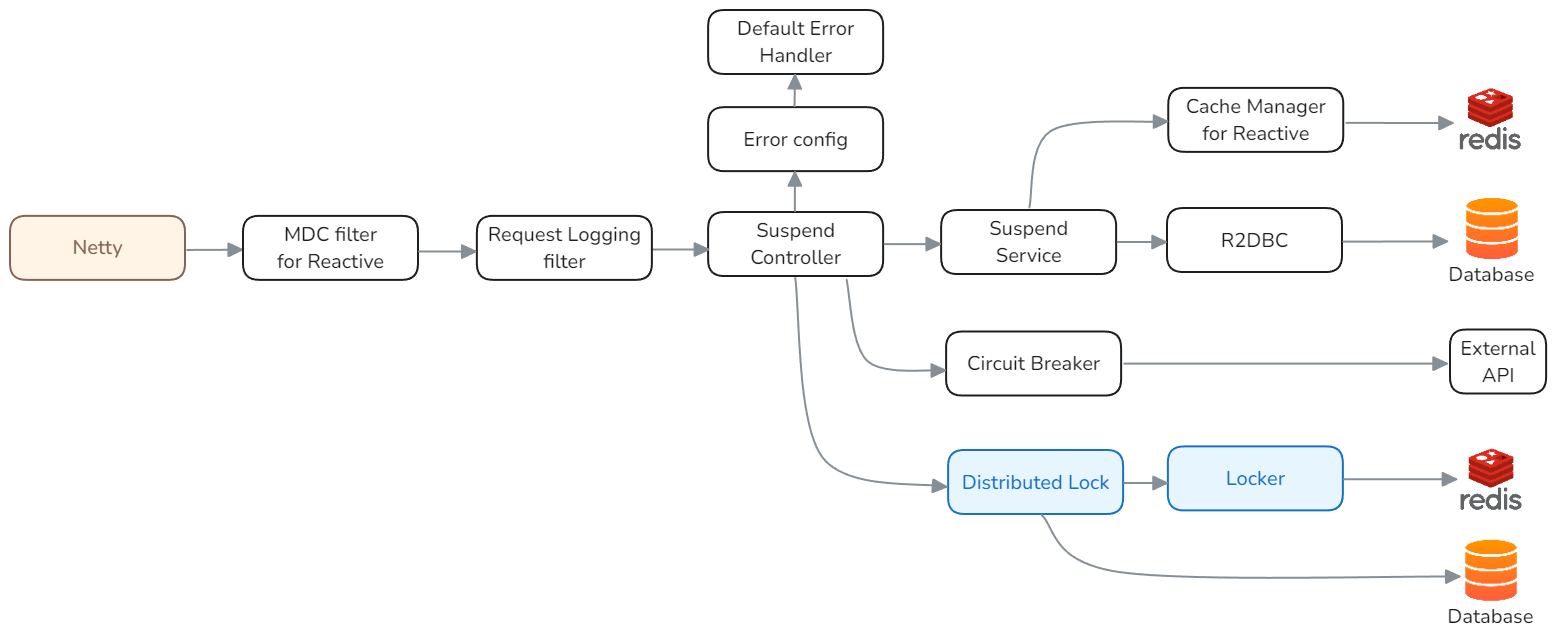 Default Error
Handler
Error config
Cache Manager
for Reactive
redis
Netty
MDC filter
for Reactive
Request Logging
filter
Suspend
Controller
Suspend
Service
R2DBC
Database
Circuit Breaker
External
API
Distributed Lock
Locker
redis
Database